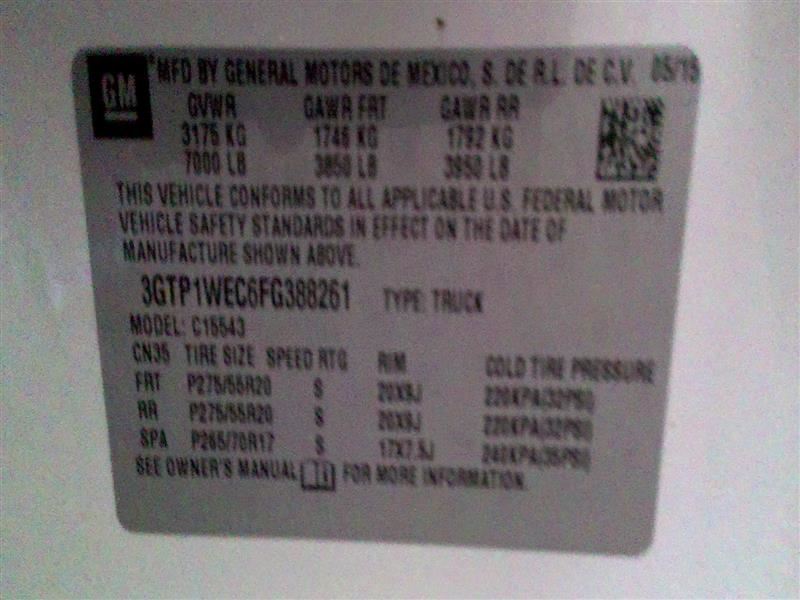 GM
MFD BY GENERAL MOTORS DE MEXICO, S. DE R.L. DE C.V. 05/15
GVWR GAWR FRT GAWR RR
3175 KG 1746 KG 1792 KG
7000 LB 3850 LB 3950 LB
THIS VEHICLE CONFORMS TO ALL APPLICABLE U.S. FEDERAL MOTOR
VEHICLE SAFETY STANDARDS IN EFFECT ON THE DATE OF
MANUFACTURE SHOWN ABOVE.
3GTP1WEC6FG388261 TYPE: TRUCK
MODEL: C15543
CN35 TIRE SIZE SPEED RTG RIM COLD TIRE PRESSURE
FRT P275/55R20 S 20X9J 220KPA(32PSI)
RR P275/55R20 S 20X9J 220KPA(32PSI)
SPA P265/70R17 S 17X7.5J 240KPA(35PSI)
SEE OWNER'S MANUAL FOR MORE INFORMATION.